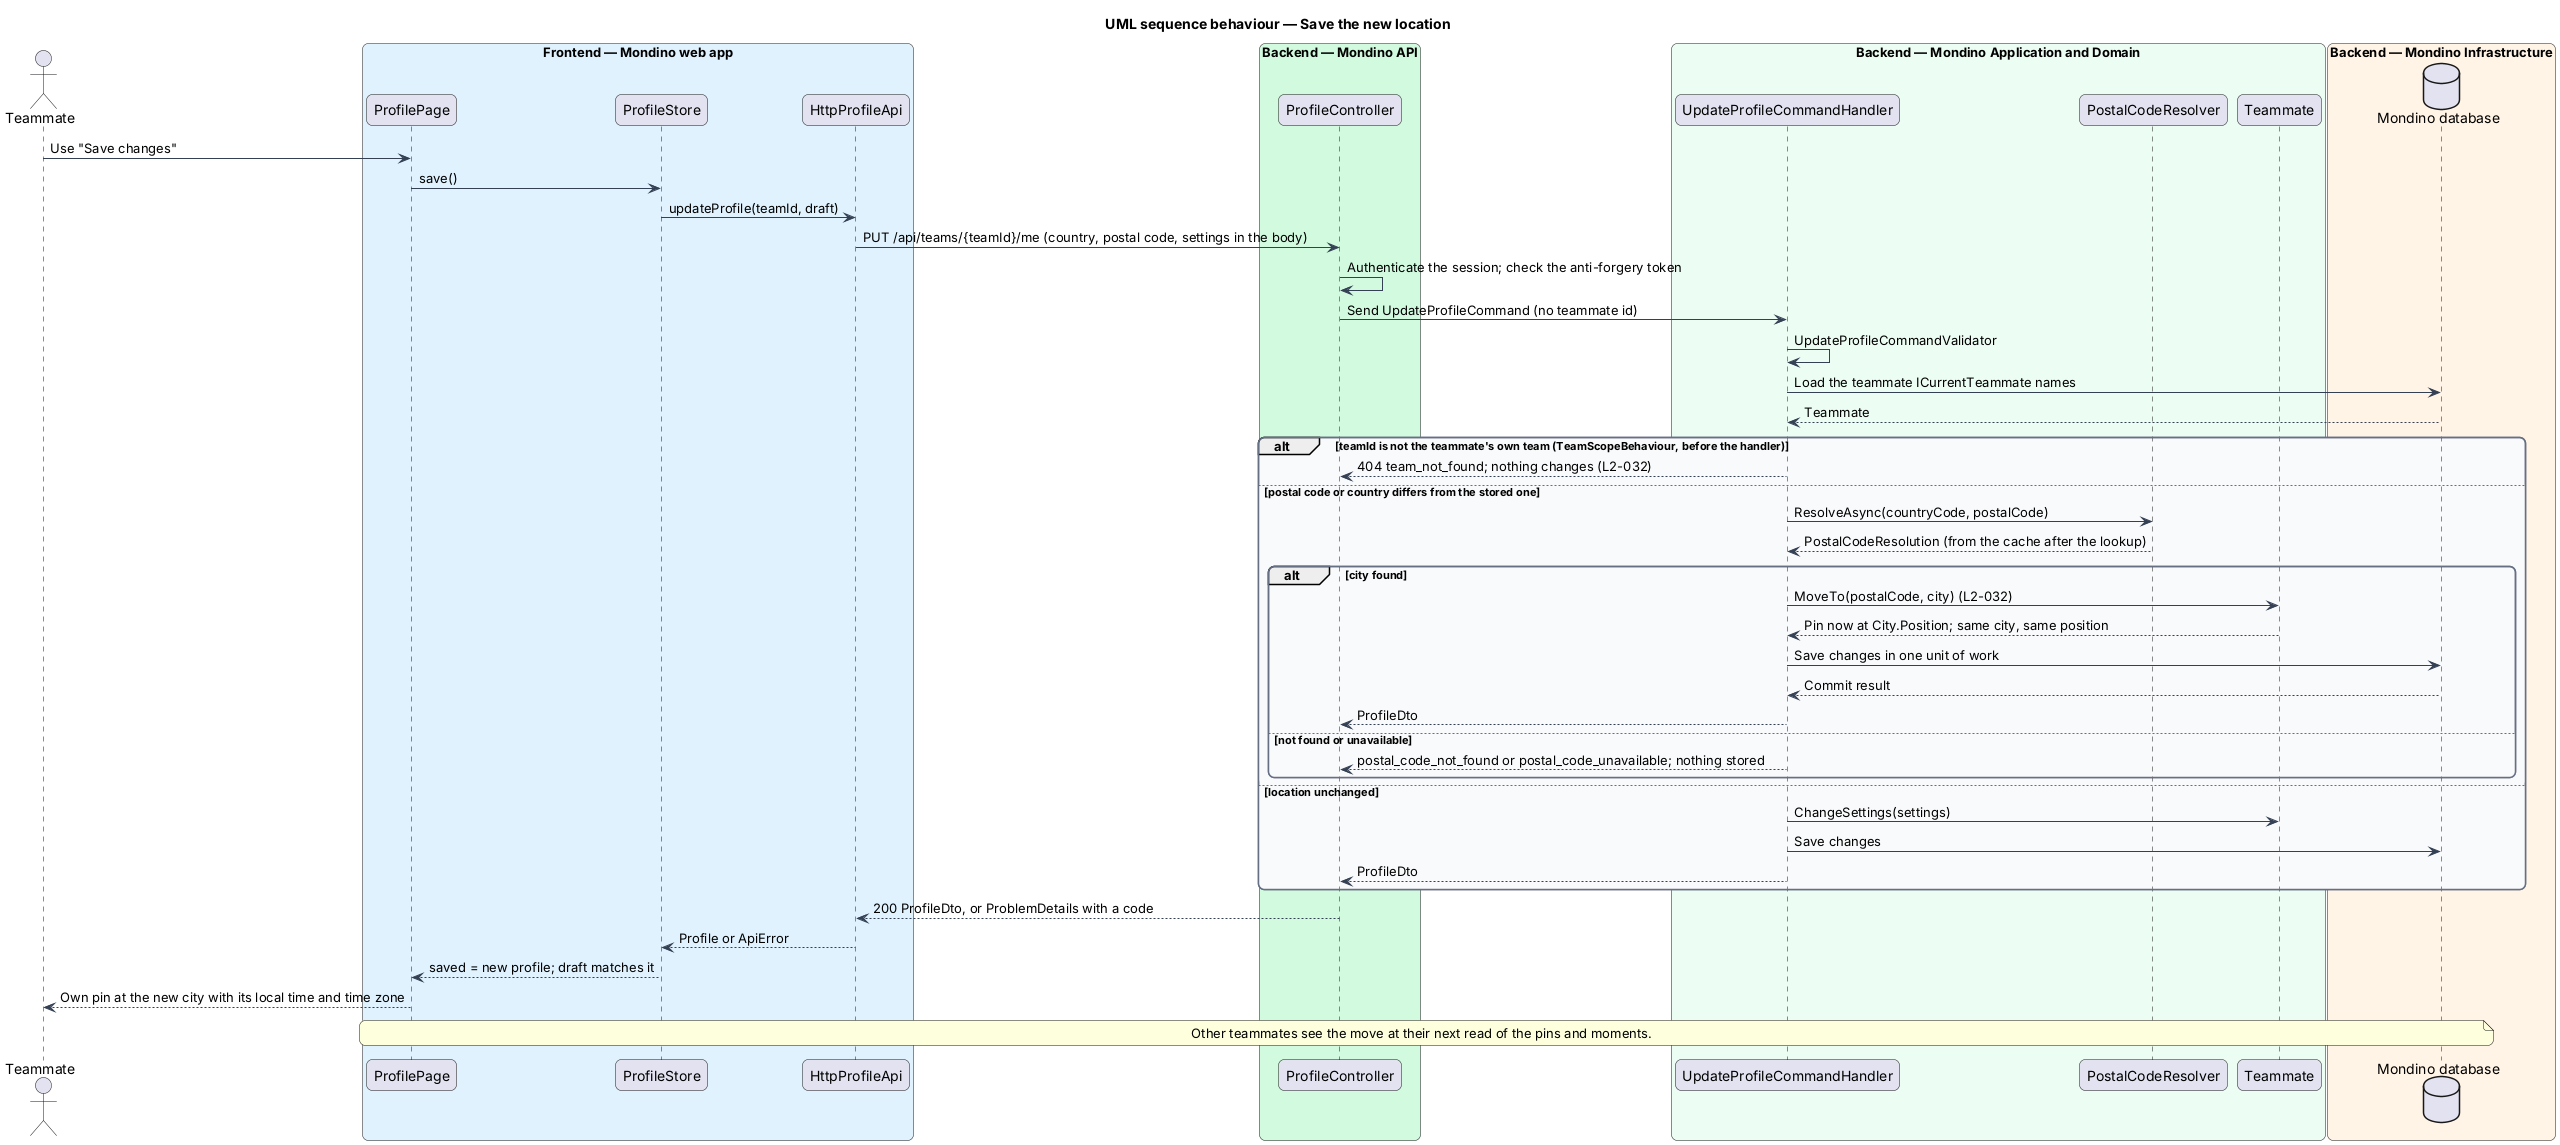 UML sequence behaviour — Save the new location
Frontend — Mondino web app
Backend — Mondino API
Backend — Mondino Application and Domain
Backend — Mondino Infrastructure
Teammate
ProfilePage
ProfileStore
HttpProfileApi
ProfileController
UpdateProfileCommandHandler
PostalCodeResolver
Teammate
Mondino database
Use "Save changes"
save()
updateProfile(teamId, draft)
PUT /api/teams/{teamId}/me (country, postal code, settings in the body)
Authenticate the session; check the anti-forgery token
Send UpdateProfileCommand (no teammate id)
UpdateProfileCommandValidator
Load the teammate ICurrentTeammate names
Teammate
alt
[teamId is not the teammate's own team (TeamScopeBehaviour, before the handler)]
404 team_not_found; nothing changes (L2-032)
[postal code or country differs from the stored one]
ResolveAsync(countryCode, postalCode)
PostalCodeResolution (from the cache after the lookup)
alt
[city found]
MoveTo(postalCode, city) (L2-032)
Pin now at City.Position; same city, same position
Save changes in one unit of work
Commit result
ProfileDto
[not found or unavailable]
postal_code_not_found or postal_code_unavailable; nothing stored
[location unchanged]
ChangeSettings(settings)
Save changes
ProfileDto
200 ProfileDto, or ProblemDetails with a code
Profile or ApiError
saved = new profile; draft matches it
Own pin at the new city with its local time and time zone
Other teammates see the move at their next read of the pins and moments.
Teammate
ProfilePage
ProfileStore
HttpProfileApi
ProfileController
UpdateProfileCommandHandler
PostalCodeResolver
Teammate
Mondino database